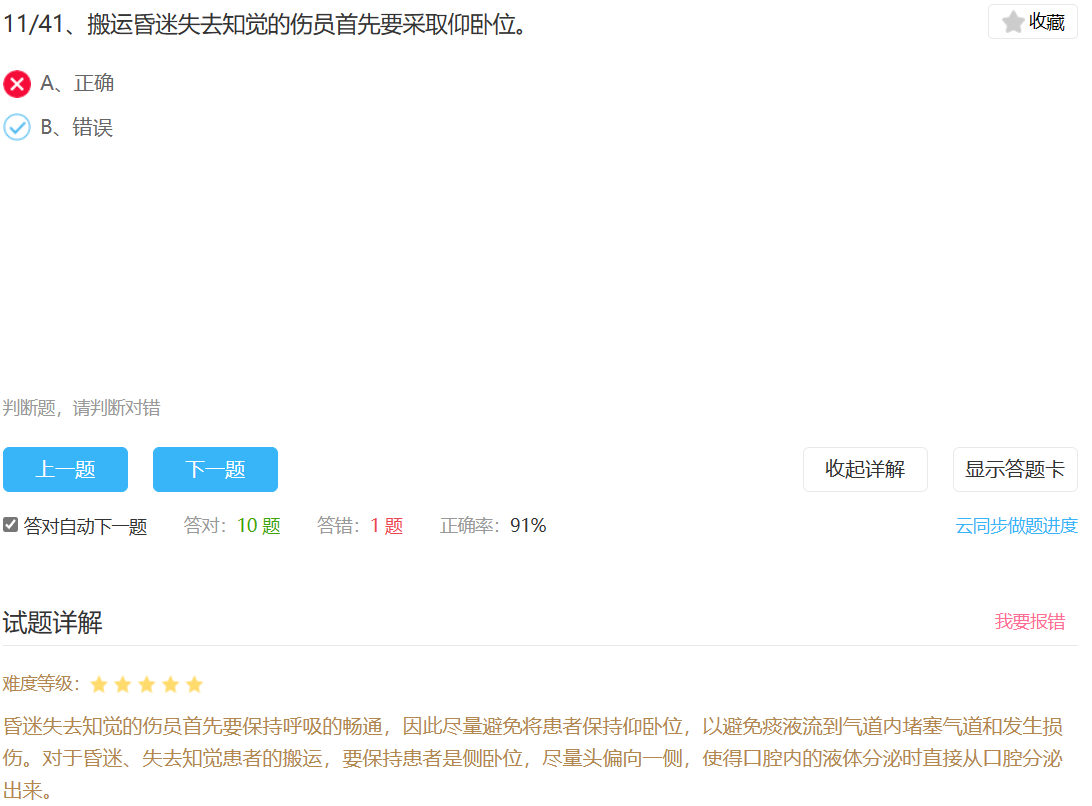 11/41、搬运昏迷失去知觉的伤员首先要采取仰卧位。
收藏
A、正确
B、错误
判断题，请判断对错
上一题 下一题 收起详解 显示答题卡
答对自动下一题 答对：10 题 答错：1 题 正确率：91% 云同步做题进度
试题详解 我要报错
难度等级：
昏迷失去知觉的伤员首先要保持呼吸的畅通，因此尽量避免将患者保持仰卧位，以避免痰液流到气道内堵塞气道和发生损
伤。对于昏迷、失去知觉患者的搬运，要保持患者是侧卧位，尽量头偏向一侧，使得口腔内的液体分泌时直接从口腔分泌
出来。